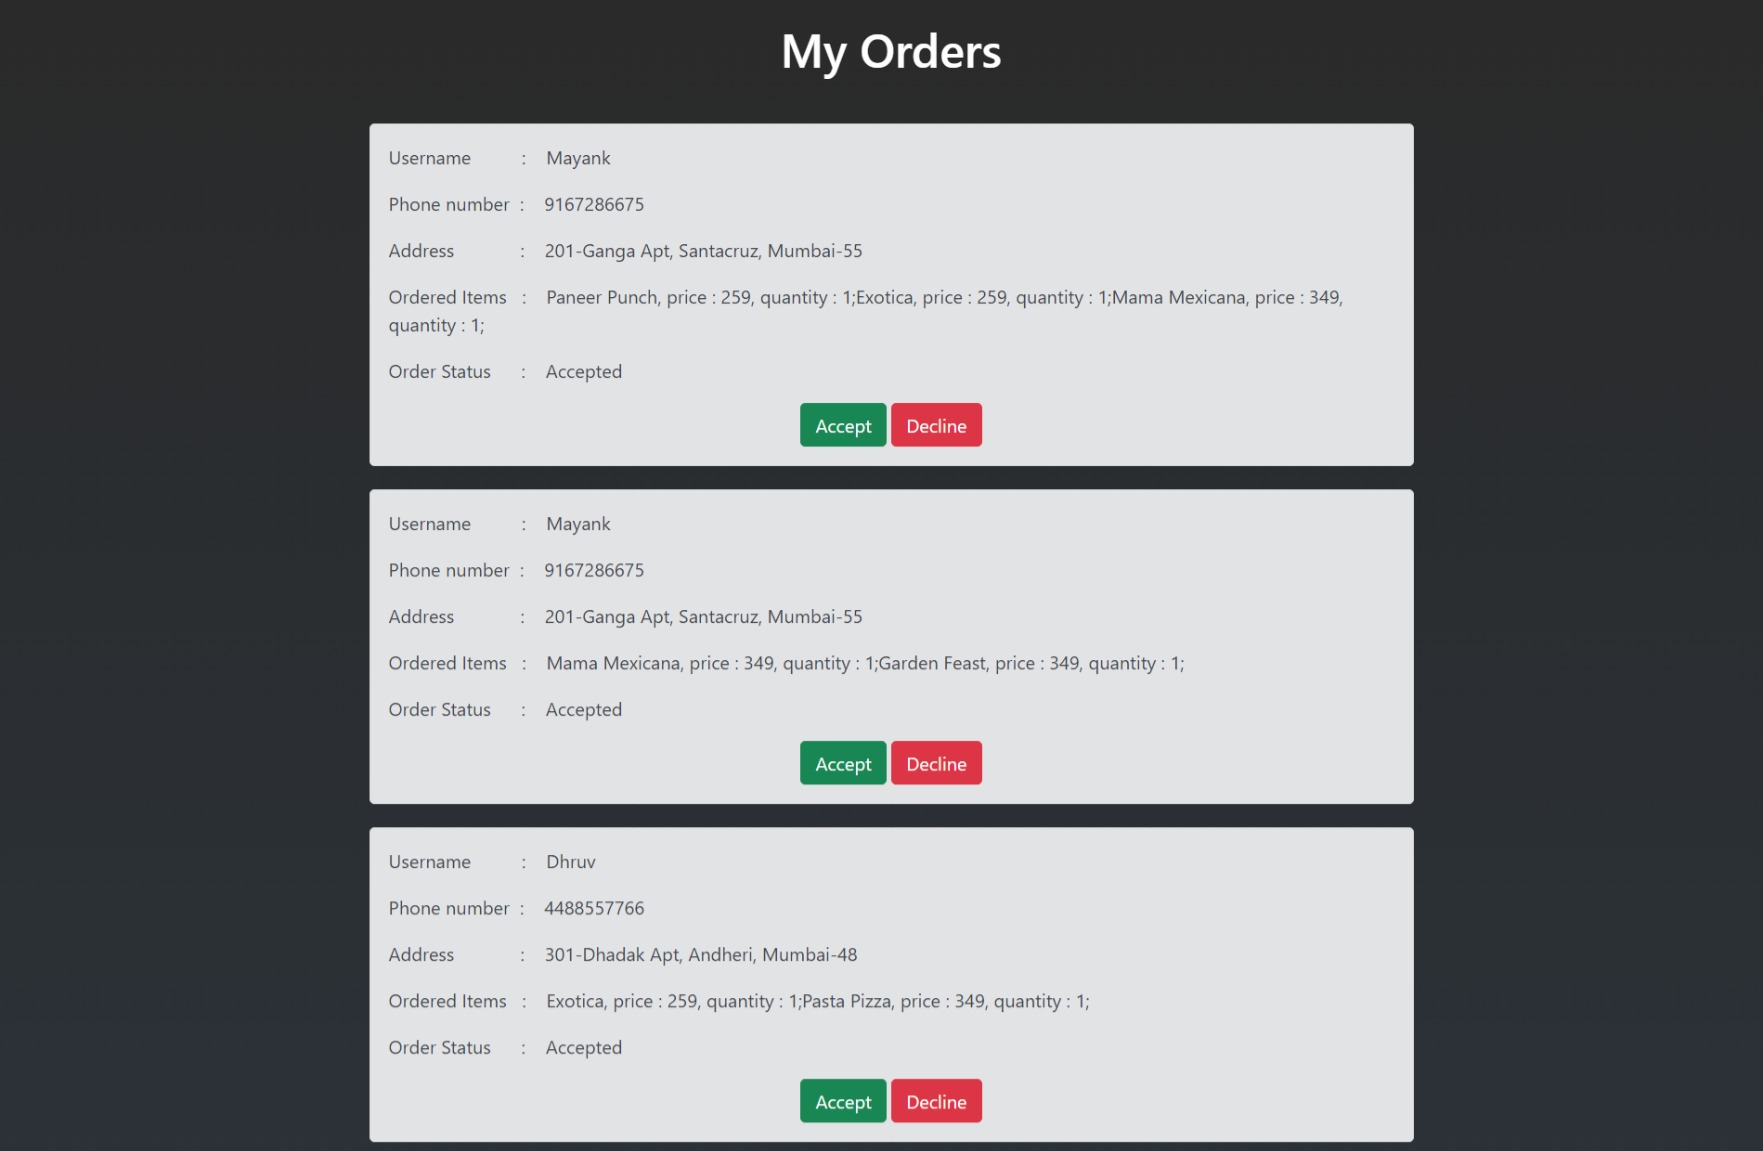 My Orders
Username : Mayank
Phone number : 9167286675
Address : 201-Ganga Apt, Santacruz, Mumbai-55
Ordered Items : Paneer Punch, price : 259, quantity : 1;Exotica, price : 259, quantity : 1;Mama Mexicana, price : 349,
quantity : 1;
Order Status : Accepted
Accept Decline
Username : Mayank
Phone number : 9167286675
Address : 201-Ganga Apt, Santacruz, Mumbai-55
Ordered Items : Mama Mexicana, price : 349, quantity : 1;Garden Feast, price : 349, quantity : 1;
Order Status : Accepted
Accept Decline
Username : Dhruv
Phone number : 4488557766
Address : 301-Dhadak Apt, Andheri, Mumbai-48
Ordered Items : Exotica, price : 259, quantity : 1;Pasta Pizza, price : 349, quantity : 1;
Order Status : Accepted
Accept Decline